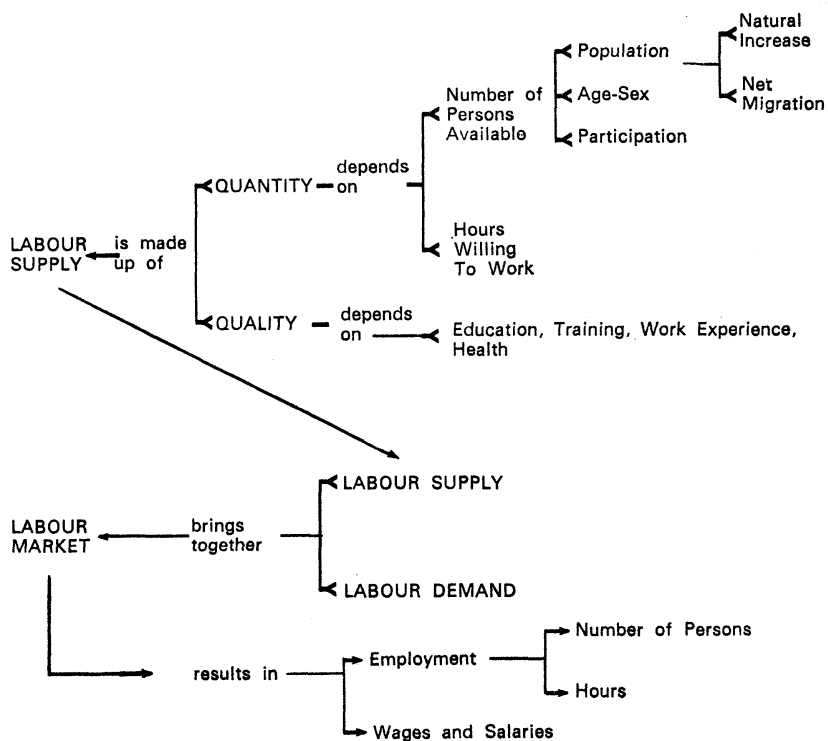 Natural
Increase
Population
Net
Migration
Number of
Persons
Available
Age-Sex
Participation
depends
on
QUANTITY
Hours
Willing
To Work
LABOUR
SUPPLY
is made
up of
QUALITY
depends
on
Education, Training, Work Experience,
Health
LABOUR SUPPLY
LABOUR
MARKET
brings
together
LABOUR DEMAND
results in
Employment
Number of Persons
Hours
Wages and Salaries